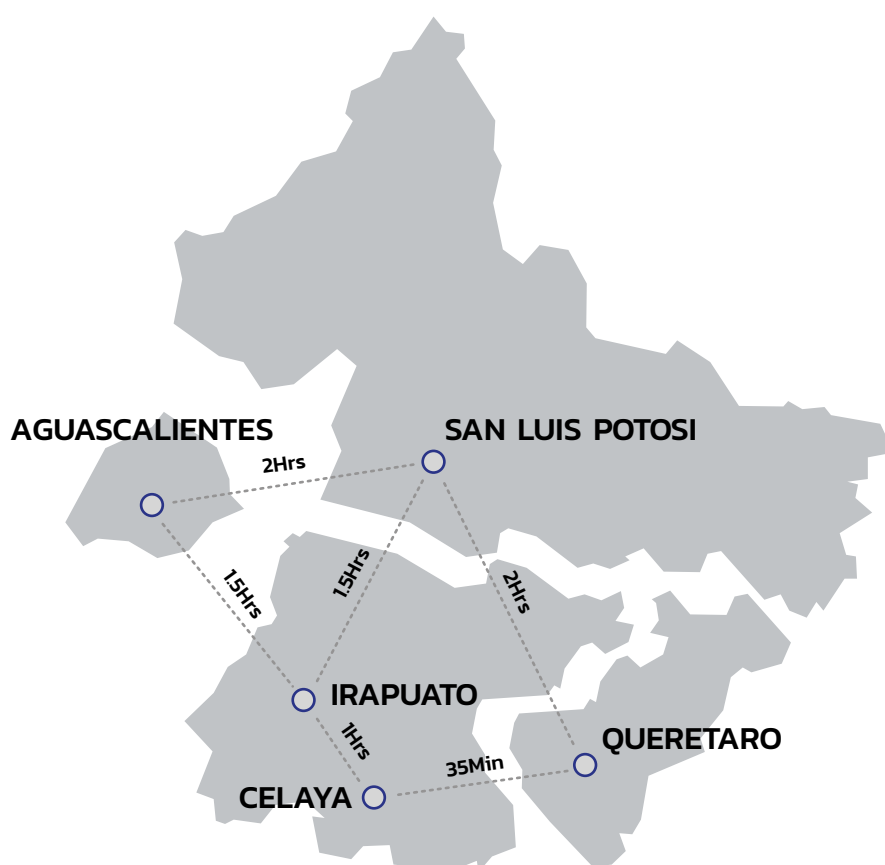 AGUASCALIENTES
SAN LUIS POTOSI
2Hrs
1.5Hrs
1.5Hrs
2Hrs
IRAPUATO
1Hrs
QUERETARO
35Min
CELAYA